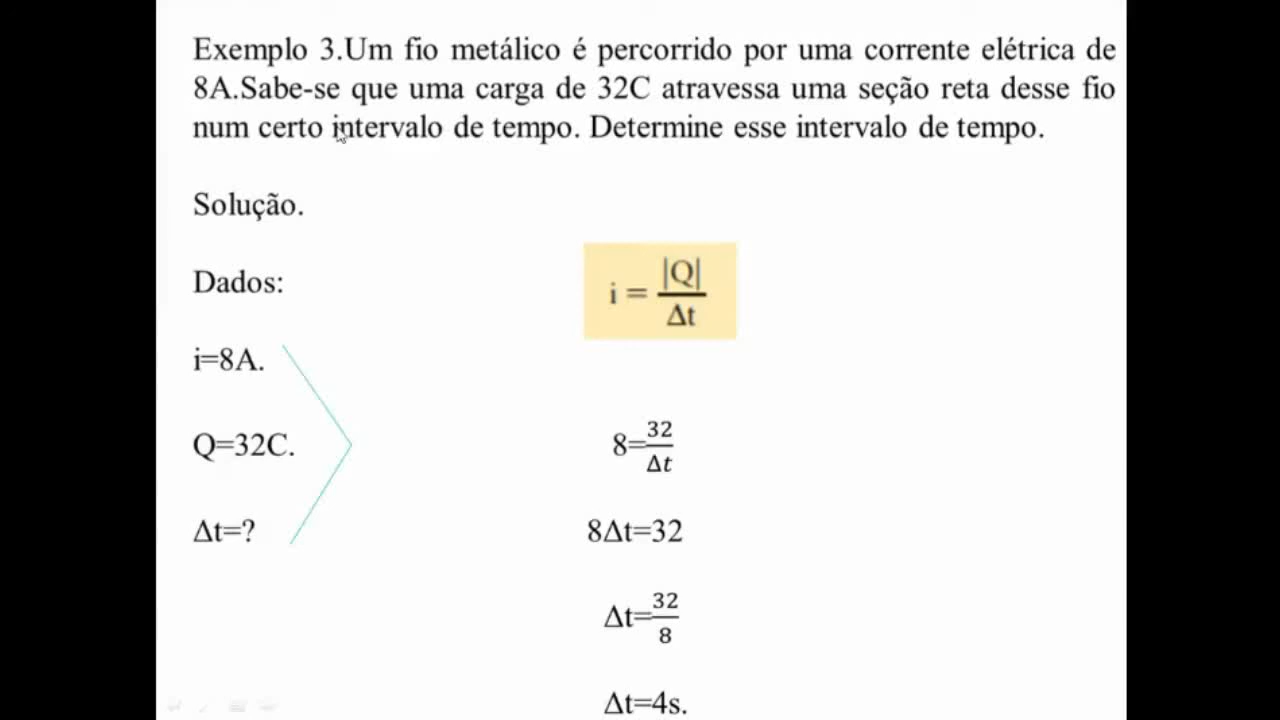 Exemplo 3.Um fio metálico é percorrido por uma corrente elétrica de
8A.Sabe-se que uma carga de 32C atravessa uma seção reta desse fio
num certo intervalo de tempo. Determine esse intervalo de tempo.
Solução.
Dados:
i = |Q|/Δt
i=8A.
Q=32C.
8=32/Δt
Δt=?
8Δt=32
Δt=32/8
Δt=4s.